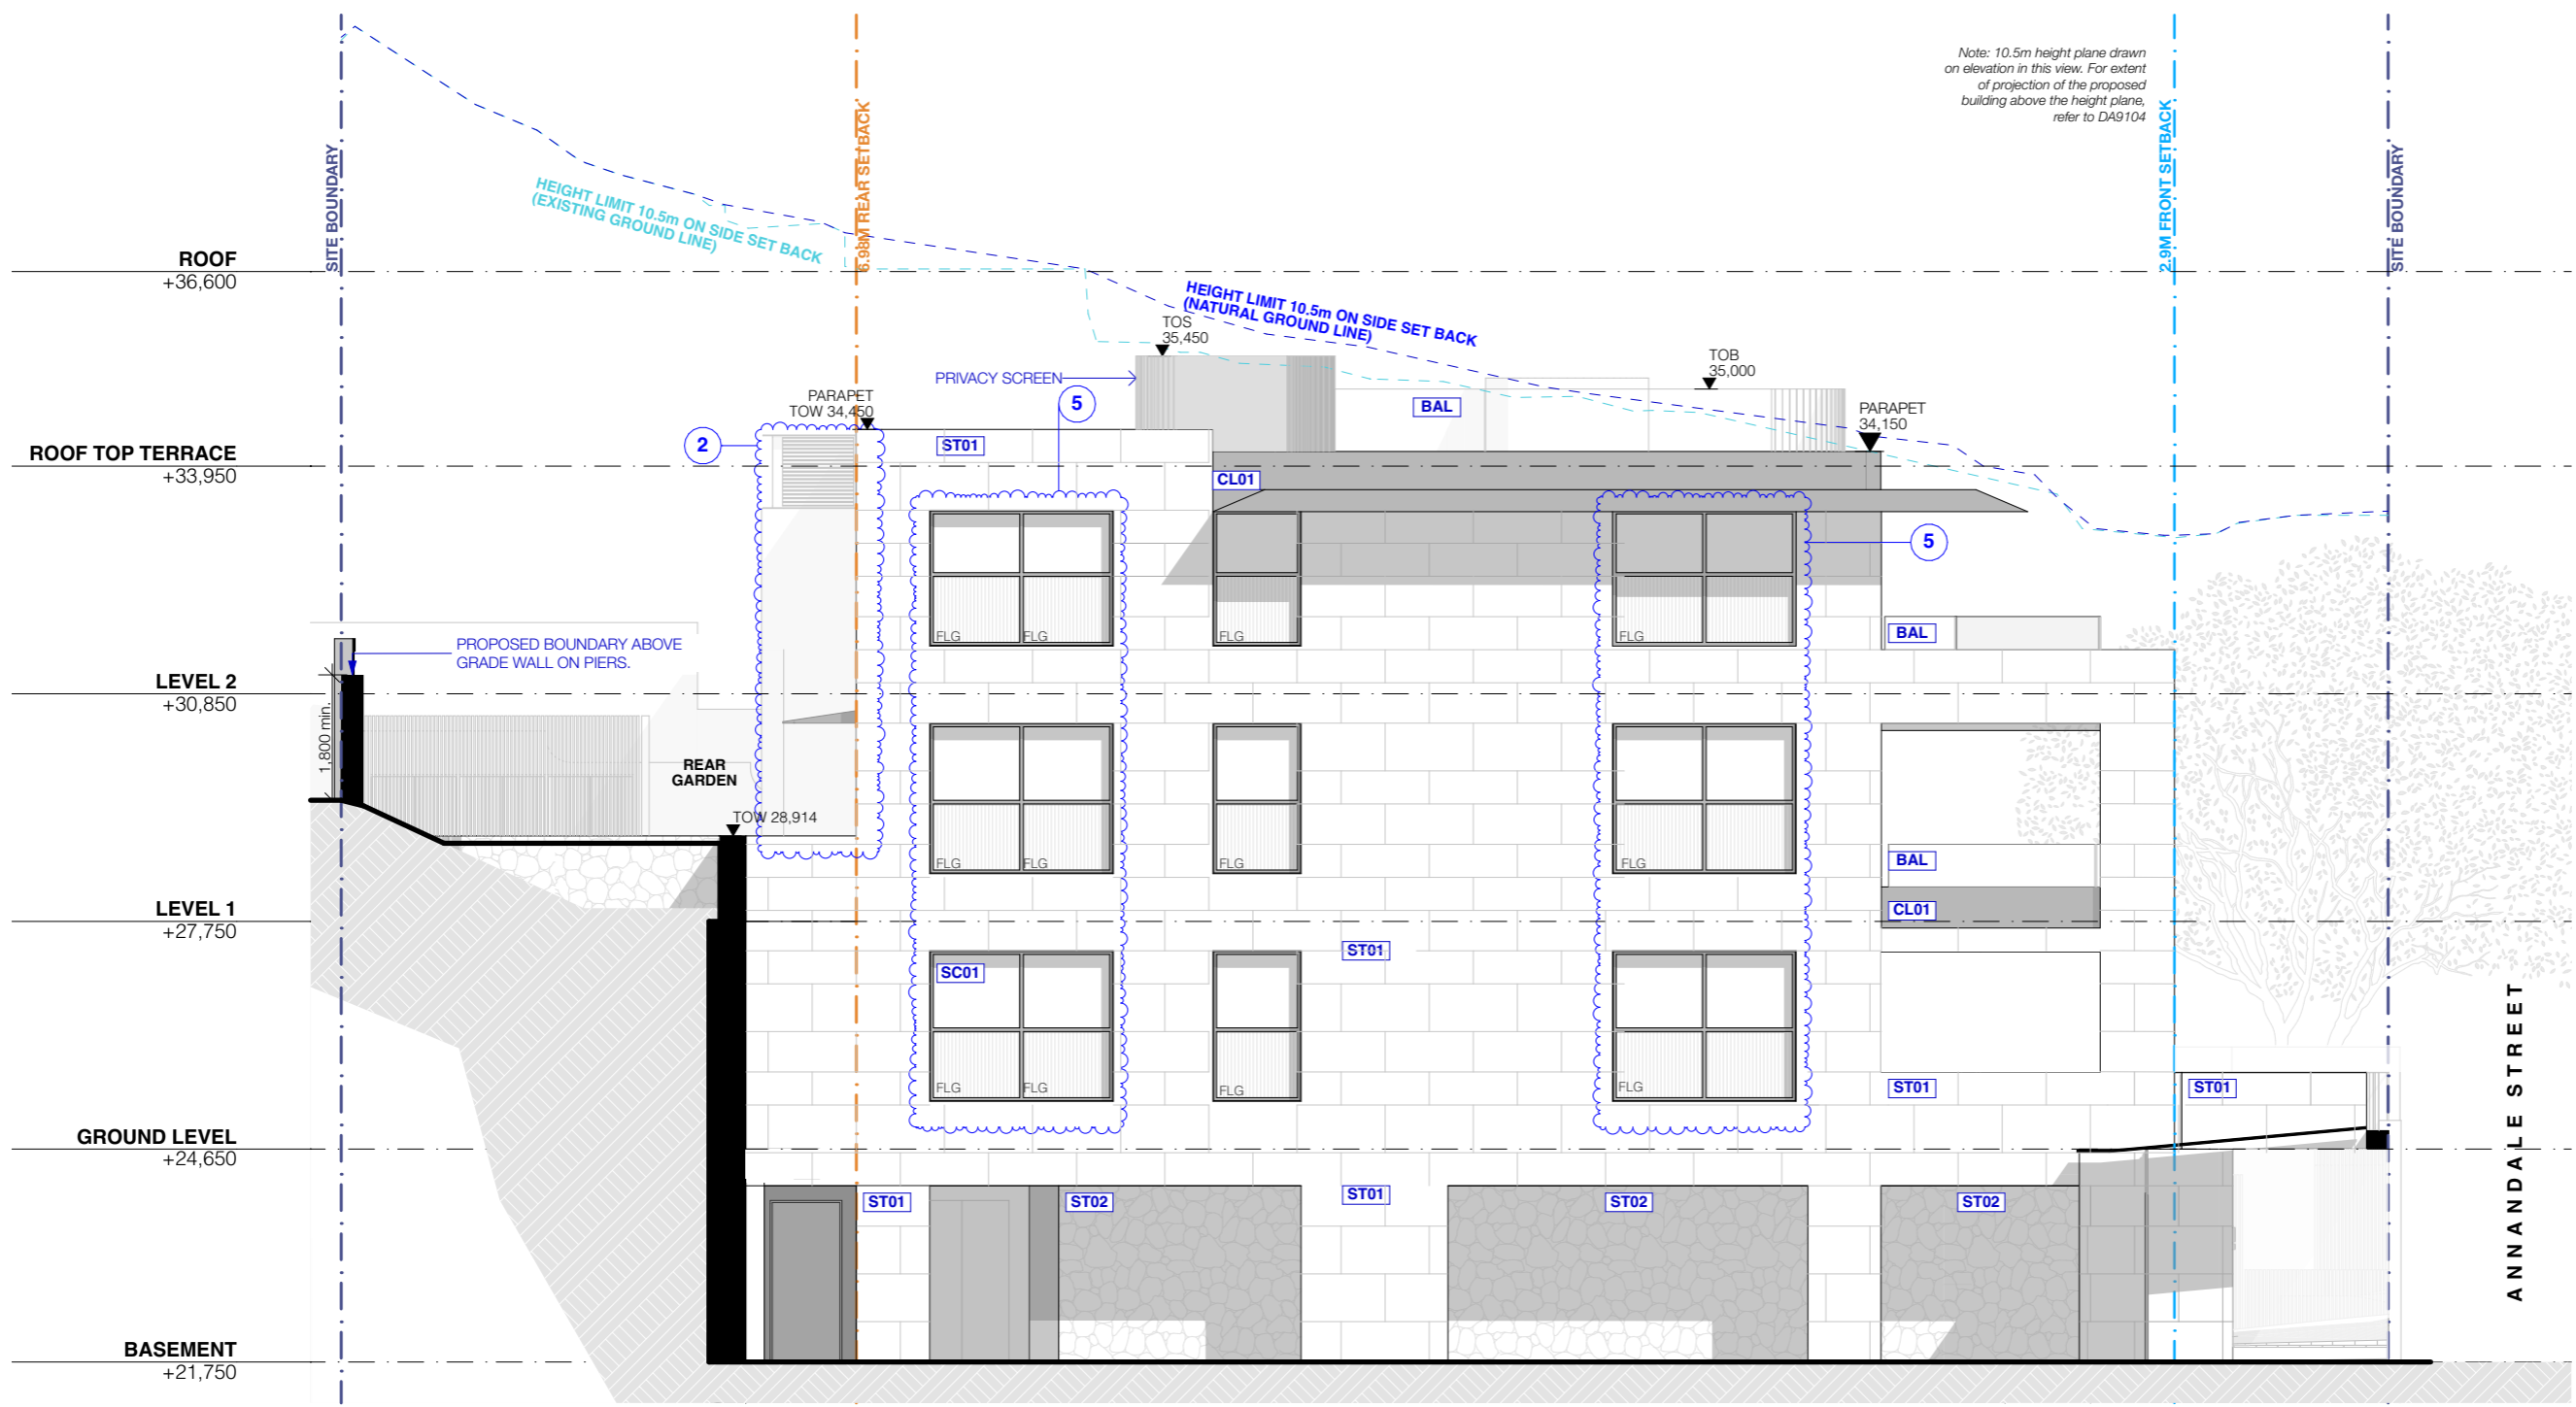 Note: 10.5m height plane drawn
on elevation in this view. For extent
of projection of the proposed
building above the height plane,
refer to DA9104
SITE BOUNDARY
6.98M REAR SETBACK
2.9M FRONT SETBACK
SITE BOUNDARY
HEIGHT LIMIT 10.5m ON SIDE SET BACK
(EXISTING GROUND LINE)
ROOF
+36,600
HEIGHT LIMIT 10.5m ON SIDE SET BACK
(NATURAL GROUND LINE)
TOS
35,450
TOB
35,000
PRIVACY SCREEN
5
BAL
PARAPET
TOW 34,450
PARAPET
34,150
2
ST01
ROOF TOP TERRACE
+33,950
CL01
5
FLG
FLG
FLG
FLG
BAL
PROPOSED BOUNDARY ABOVE
GRADE WALL ON PIERS.
LEVEL 2
+30,850
1,800 min.
REAR
GARDEN
TOW 28,914
FLG
FLG
FLG
FLG
BAL
LEVEL 1
+27,750
CL01
ST01
SC01
FLG
FLG
FLG
FLG
ST01
ST01
ANNANDALE STREET
GROUND LEVEL
+24,650
ST01
ST02
ST01
ST02
ST02
BASEMENT
+21,750